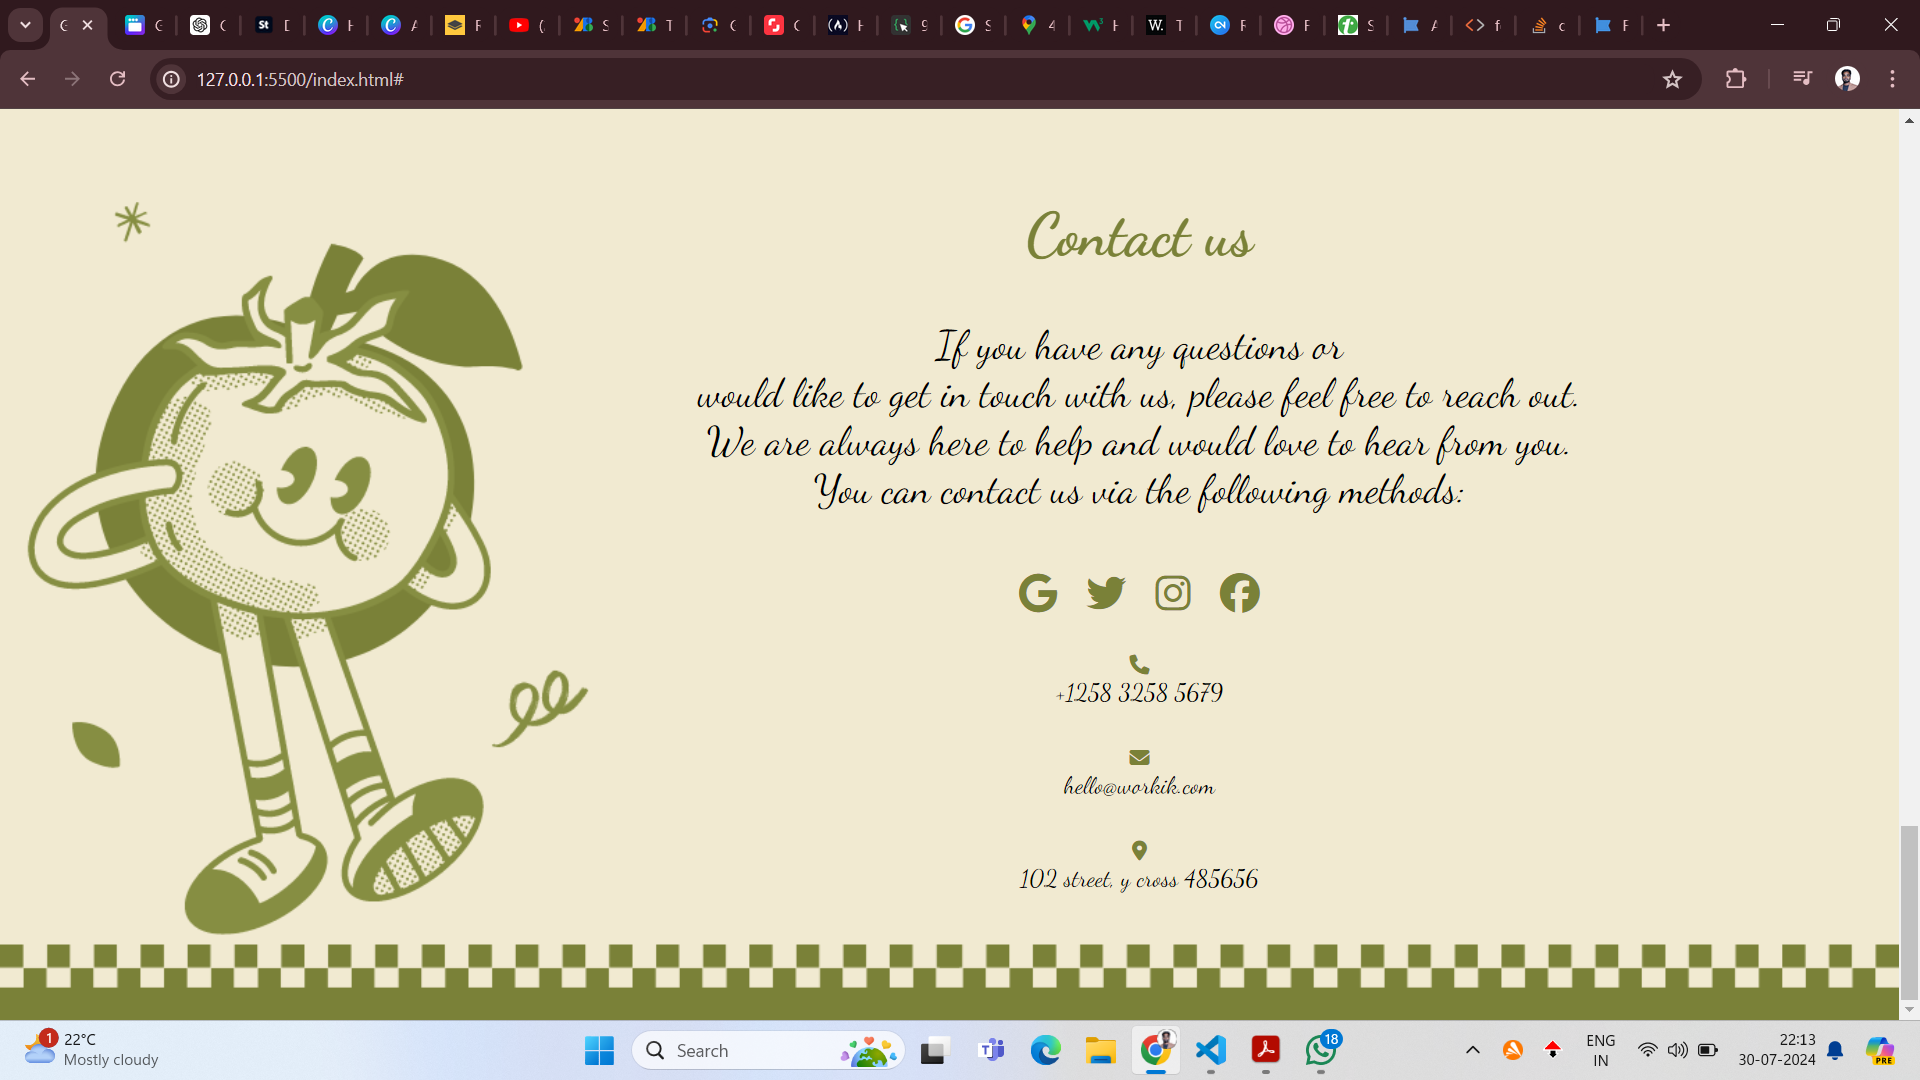 127.0.0.1:5500/index.html#
Contact us
If you have any questions or
would like to get in touch with us, please feel free to reach out.
We are always here to help and would love to hear from you.
You can contact us via the following methods:
+1258 3258 5679
hello@workik.com
102 street, y cross 485656
1
22°C
Mostly cloudy
Search
18
ENG
IN
22:13
30-07-2024
PRE